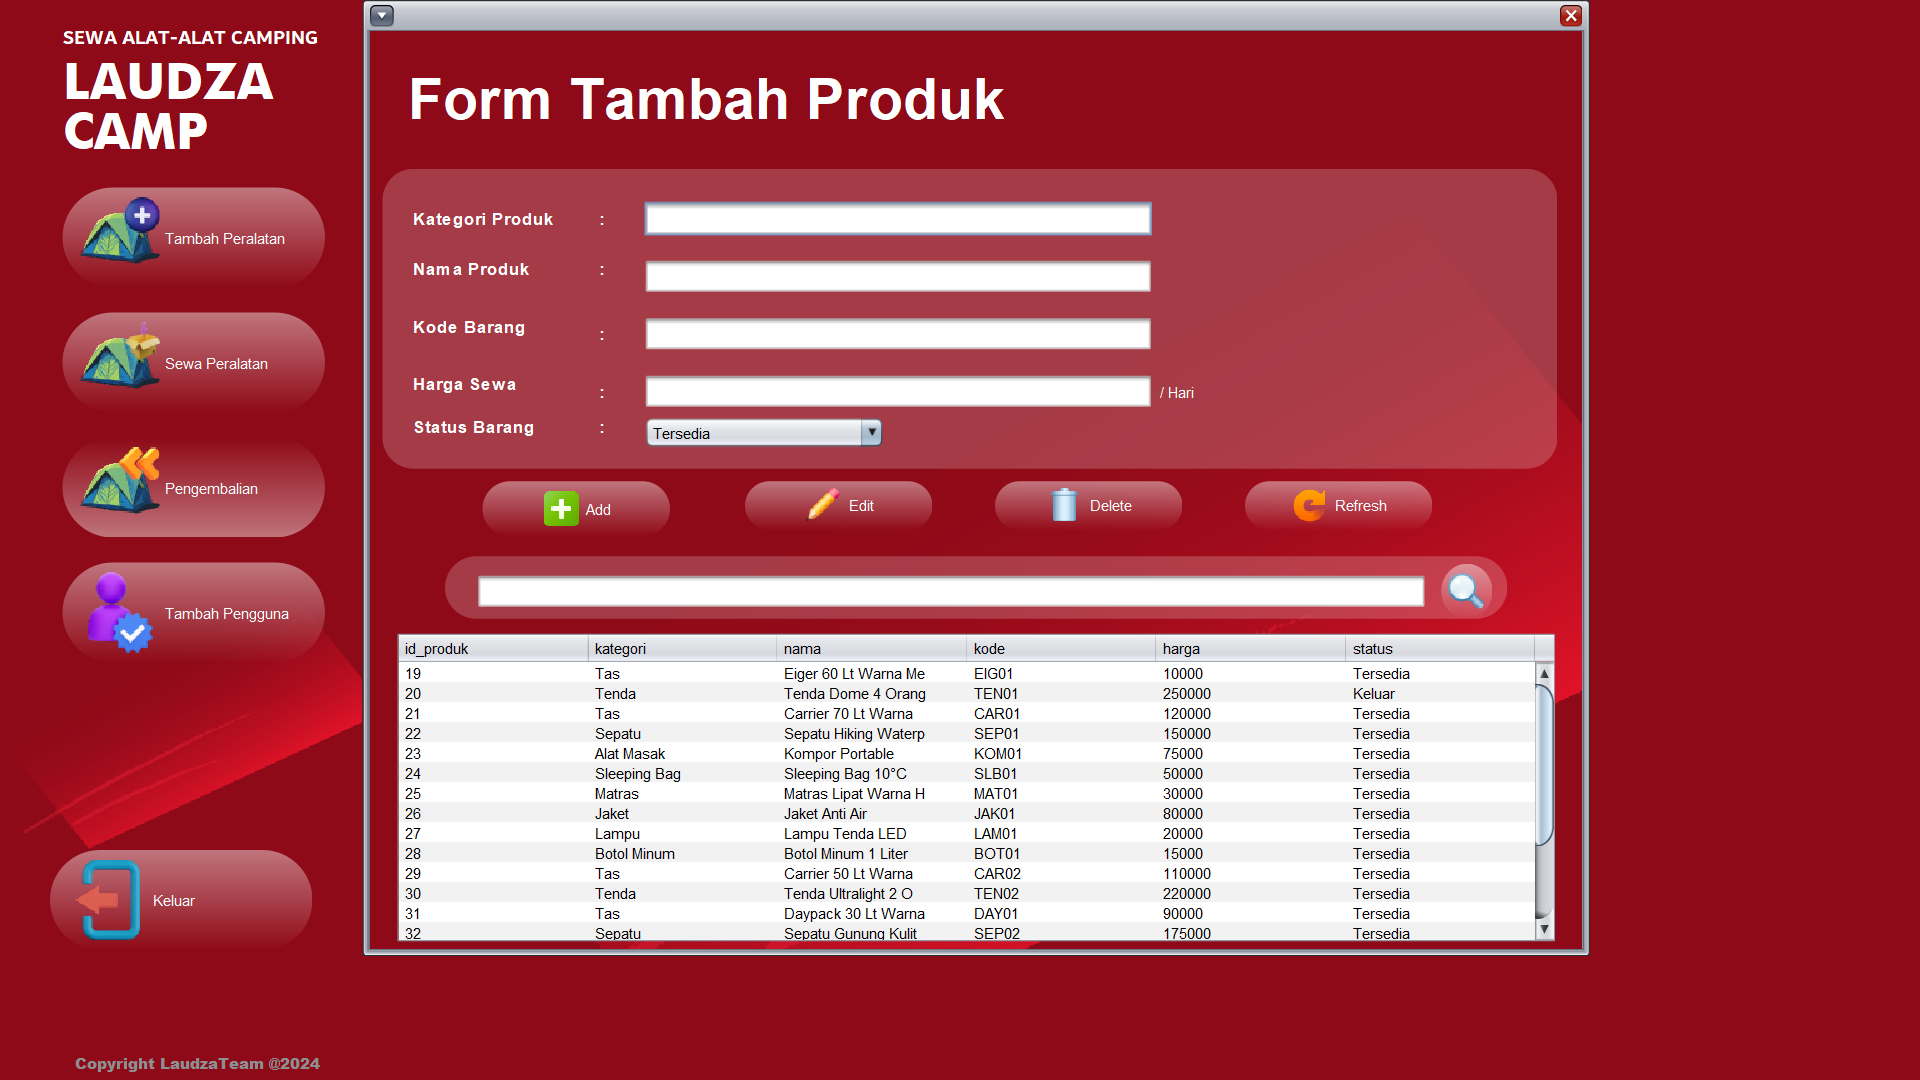 SEWA ALAT-ALAT CAMPING
LAUDZA
CAMP
Tambah Peralatan
Sewa Peralatan
Pengembalian
Tambah Pengguna
Keluar
Copyright LaudzaTeam @2024
Form Tambah Produk
Kategori Produk :
Nama Produk :
Kode Barang :
Harga Sewa : / Hari
Status Barang : Tersedia
Add Edit Delete Refresh
id_produk kategori nama kode harga status
19 Tas Eiger 60 Lt Warna Me EIG01 10000 Tersedia
20 Tenda Tenda Dome 4 Orang TEN01 250000 Keluar
21 Tas Carrier 70 Lt Warna CAR01 120000 Tersedia
22 Sepatu Sepatu Hiking Waterp SEP01 150000 Tersedia
23 Alat Masak Kompor Portable KOM01 75000 Tersedia
24 Sleeping Bag Sleeping Bag 10°C SLB01 50000 Tersedia
25 Matras Matras Lipat Warna H MAT01 30000 Tersedia
26 Jaket Jaket Anti Air JAK01 80000 Tersedia
27 Lampu Lampu Tenda LED LAM01 20000 Tersedia
28 Botol Minum Botol Minum 1 Liter BOT01 15000 Tersedia
29 Tas Carrier 50 Lt Warna CAR02 110000 Tersedia
30 Tenda Tenda Ultralight 2 O TEN02 220000 Tersedia
31 Tas Daypack 30 Lt Warna DAY01 90000 Tersedia
32 Sepatu Sepatu Gunung Kulit SEP02 175000 Tersedia